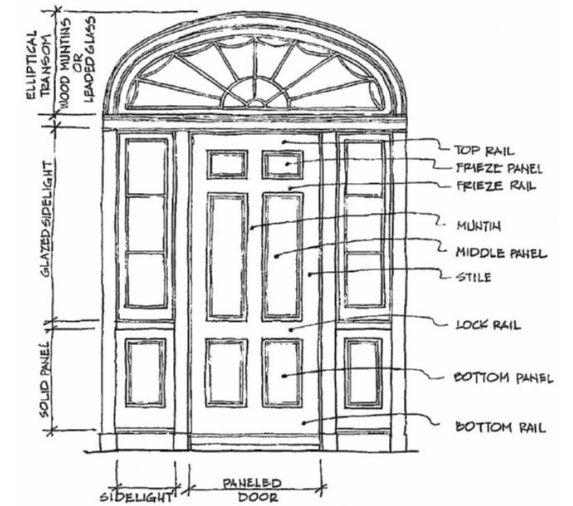 ELLIPTICAL
TRANSOM
WOOD MUNTINS
OR
LEADED GLASS
GLAZED SIDELIGHT
SOLID PANEL
TOP RAIL
FRIEZE PANEL
FRIEZE RAIL
MUNTIN
MIDDLE PANEL
STILE
LOCK RAIL
BOTTOM PANEL
BOTTOM RAIL
SIDELIGHT
PANELED
DOOR